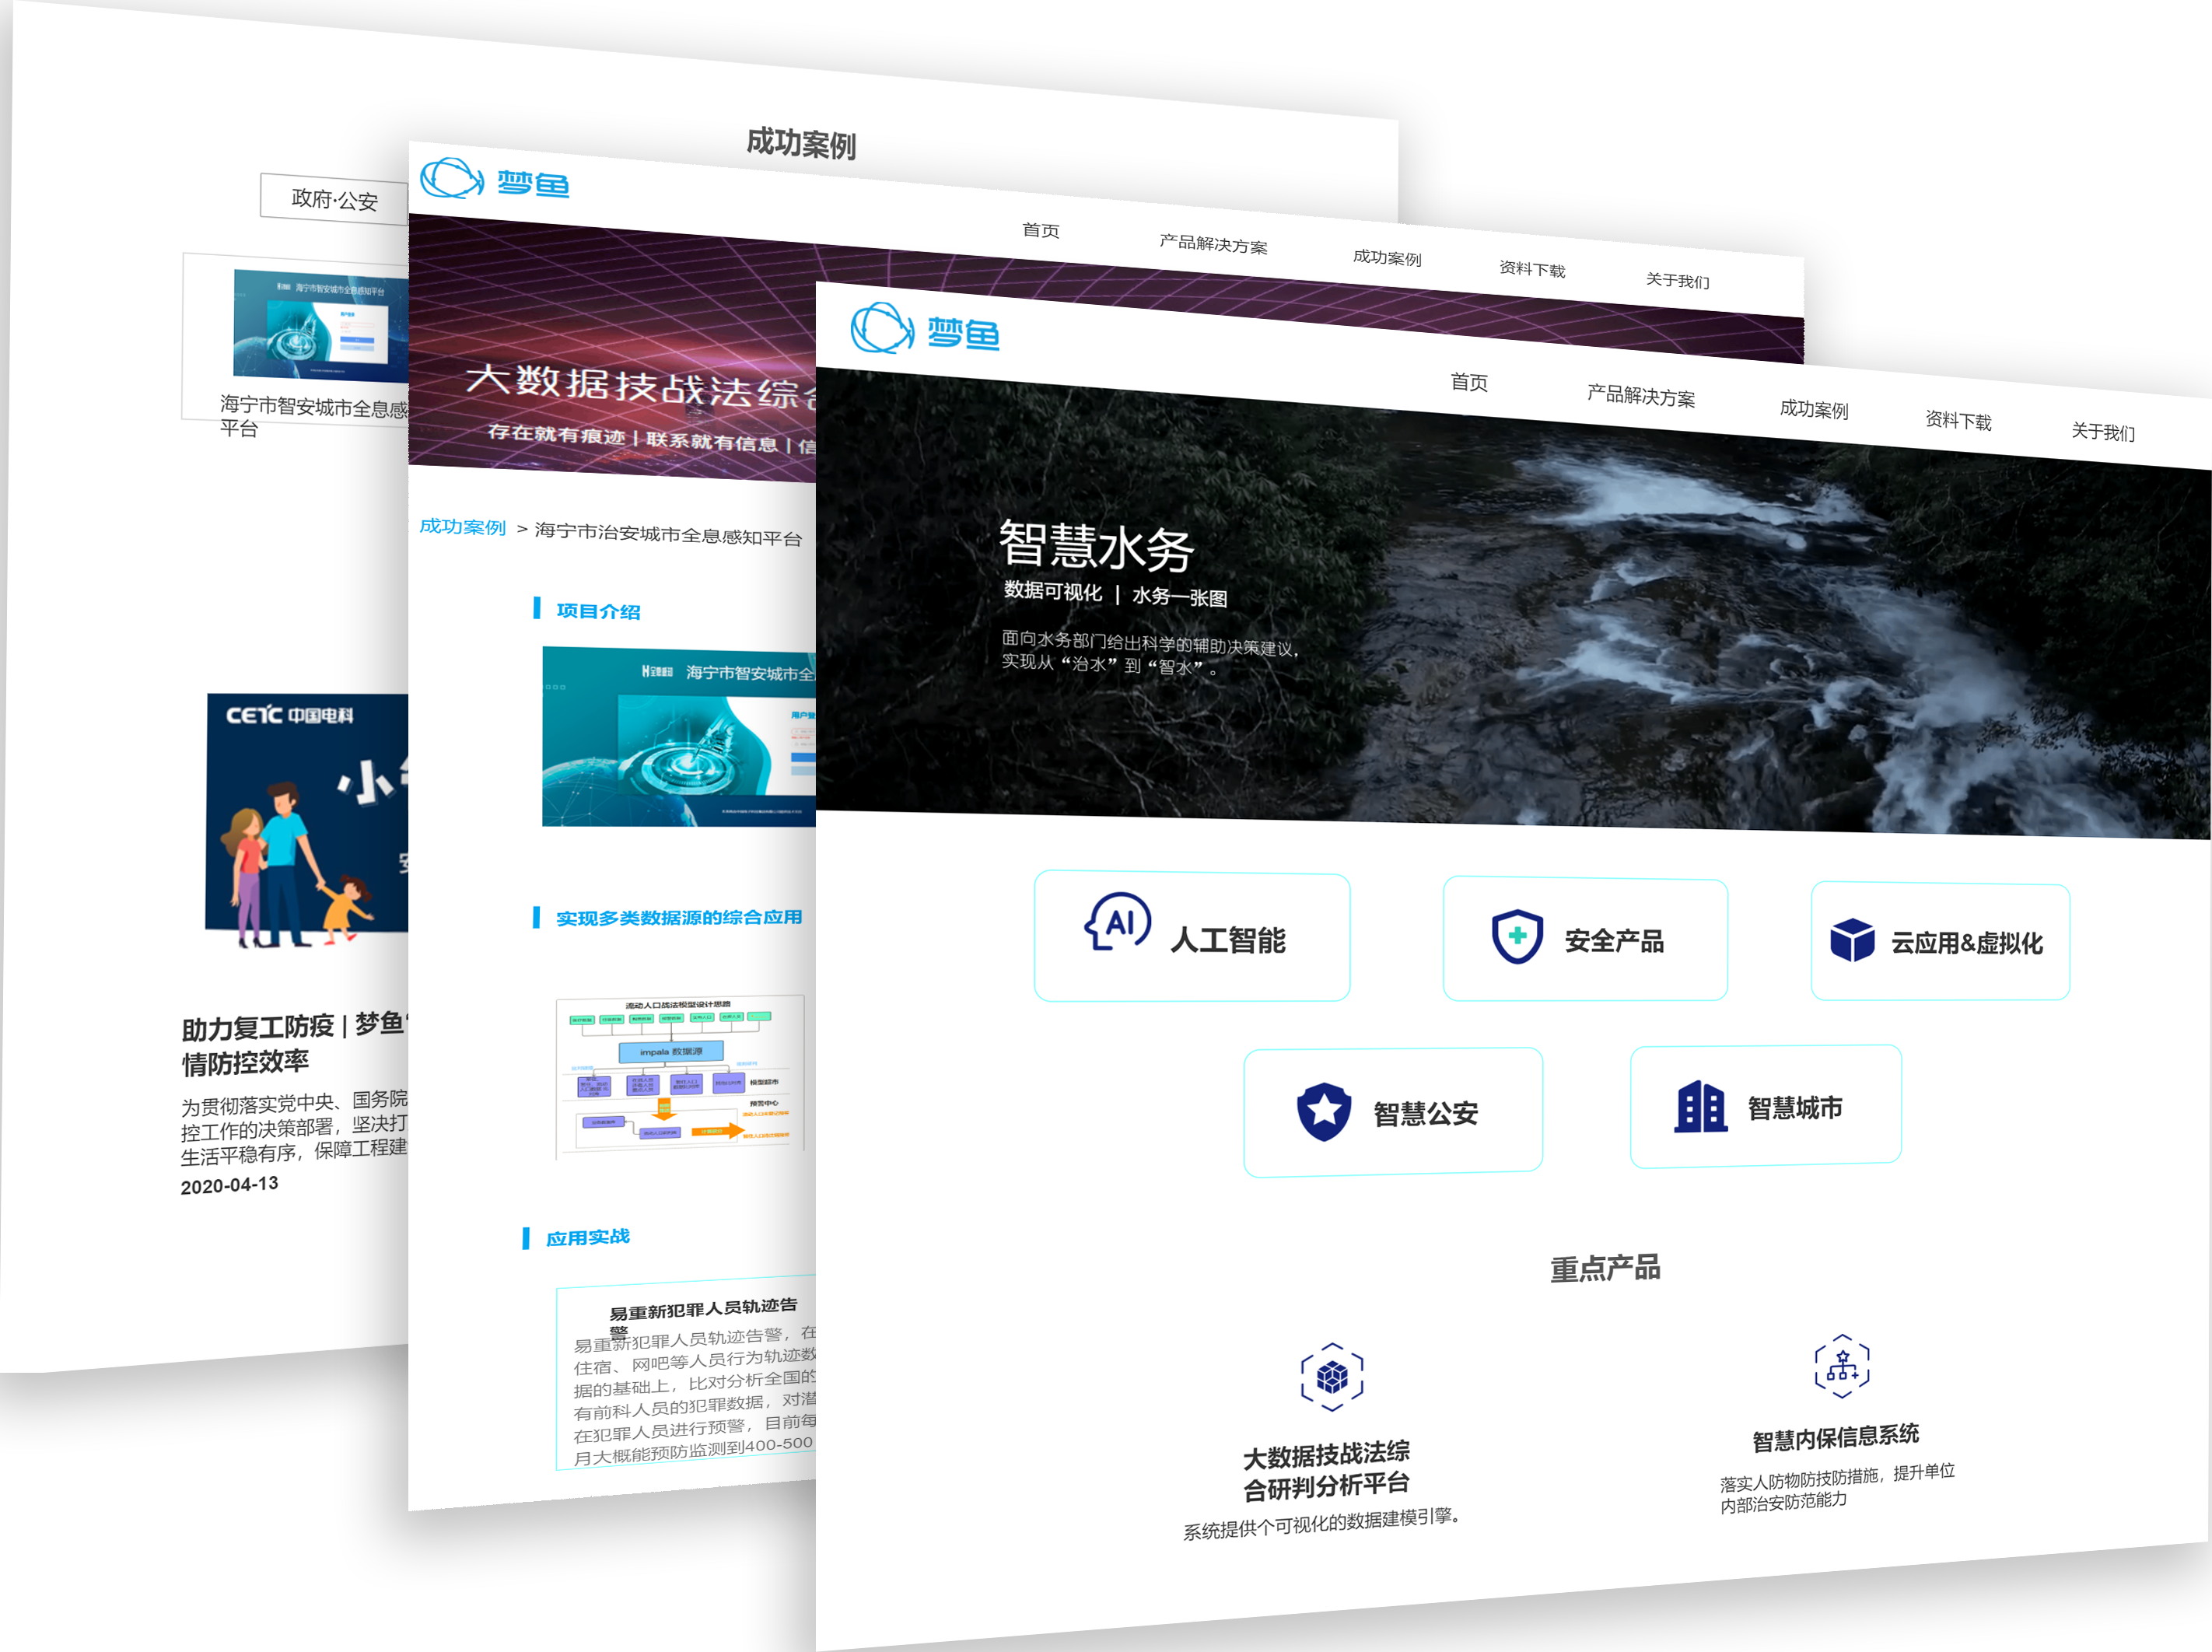 成功案例
政府·公安
海宁市智安城市全息感知平台
海宁市智安城市全息感
平台
CETC 中国电科
小
助力复工防疫 | 梦鱼
情防控效率
为贯彻落实党中央、国务院
控工作的决策部署，坚决打
生活平稳有序，保障工程建
2020-04-13
梦鱼
首页
产品解决方案
成功案例
资料下载
关于我们
大数据技战法综
存在就有痕迹 | 联系就有信息 | 信
成功案例 > 海宁市治安城市全息感知平台
项目介绍
海宁市智安城市全
实现多类数据源的综合应用
流动人口战法模型设计思路
impala 数据源
模型超市
预警中心
应用实战
易重新犯罪人员轨迹告
警
易重新犯罪人员轨迹告警，在
住宿、网吧等人员行为轨迹数
据的基础上，比对分析全国的
有前科人员的犯罪数据，对潜
在犯罪人员进行预警，目前每
月大概能预防监测到400-500
梦鱼
首页
产品解决方案
成功案例
资料下载
关于我们
智慧水务
数据可视化 | 水务一张图
面向水务部门给出科学的辅助决策建议，
实现从“治水”到“智水”。
AI 人工智能
安全产品
云应用&虚拟化
智慧公安
智慧城市
重点产品
大数据技战法综
合研判分析平台
系统提供个可视化的数据建模引擎。
智慧内保信息系统
落实人防物防技防措施，提升单位
内部治安防范能力